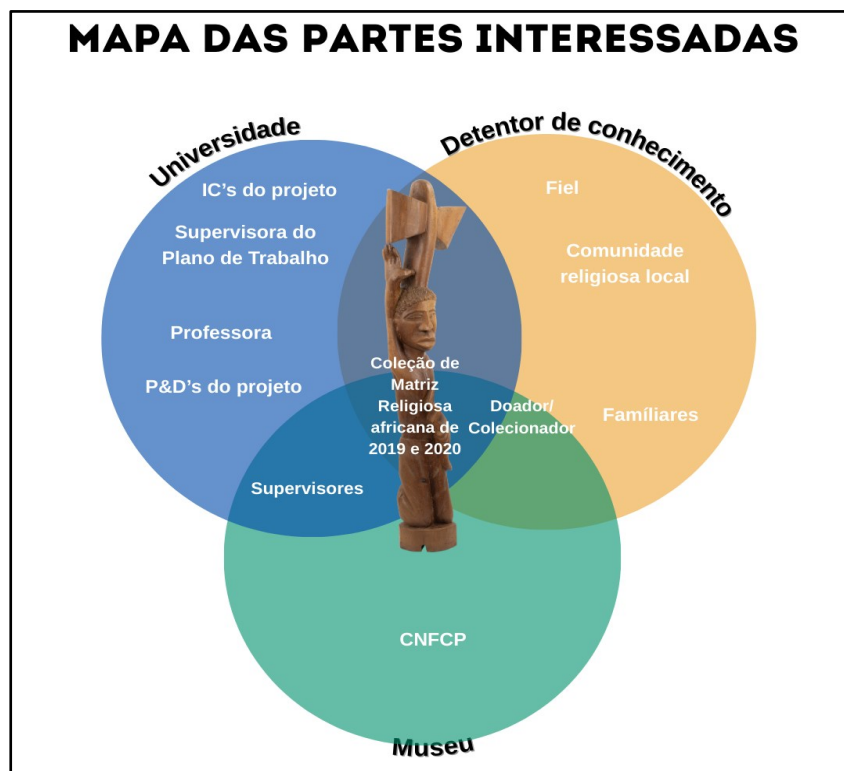 MAPA DAS PARTES INTERESSADAS
Universidade
Detentor de conhecimento
IC's do projeto
Supervisora do
Plano de Trabalho
Professora
P&D's do projeto
Fiel
Comunidade
religiosa local
Famíliares
Coleção de
Matriz
Religiosa
africana de
2019 e 2020
Doador/
Colecionador
Supervisores
CNFCP
Museu